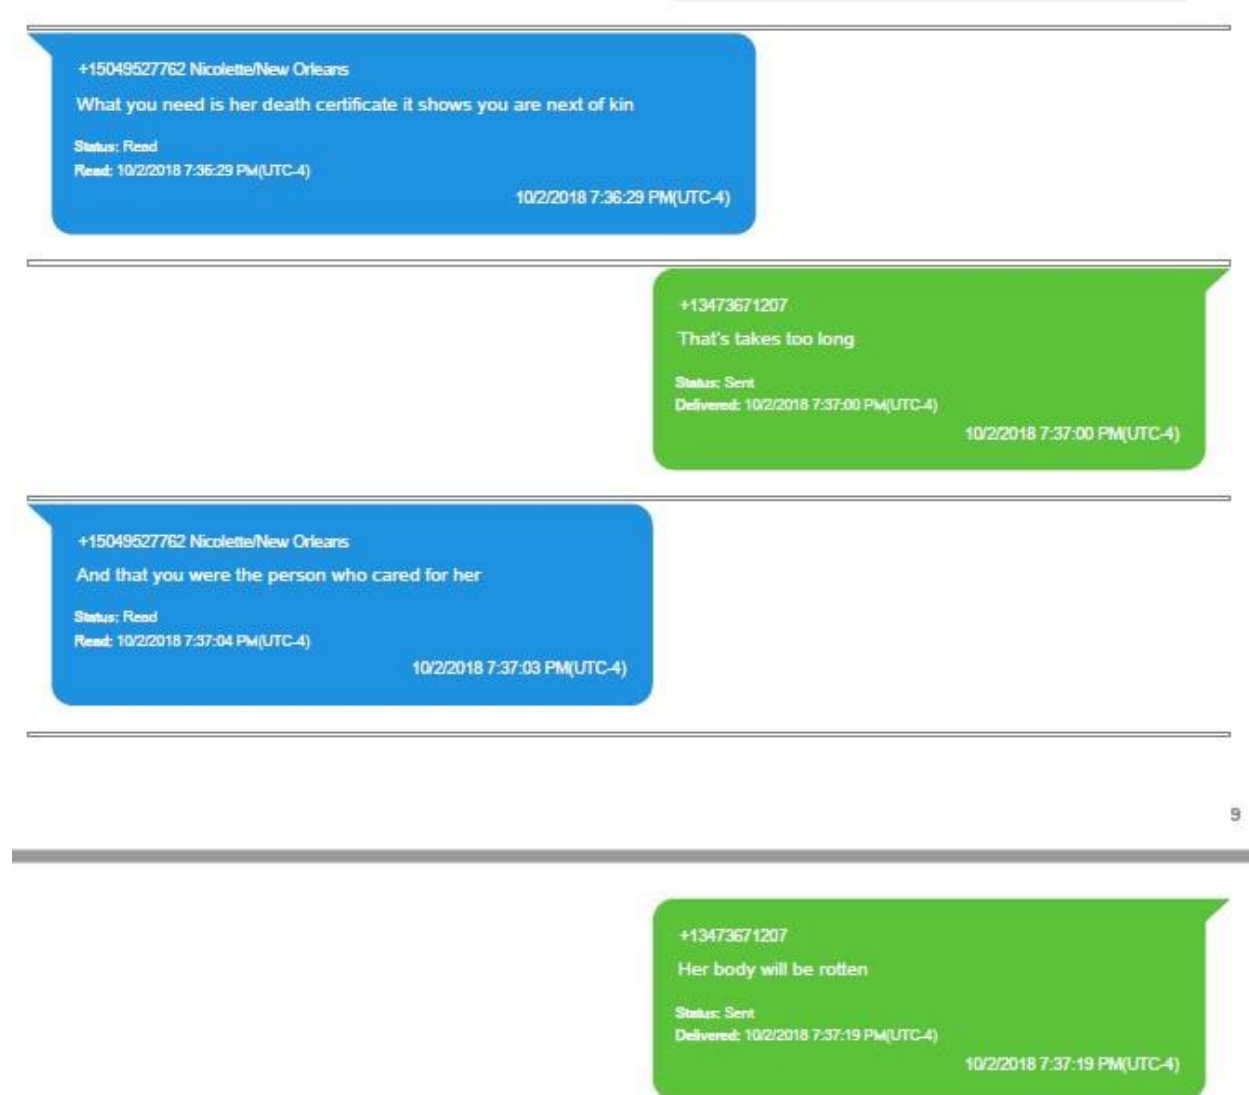 +15049527762 Nicolette/New Orleans
What you need is her death certificate it shows you are next of kin
Status: Read
Read: 10/2/2018 7:36:29 PM(UTC-4)
10/2/2018 7:36:29 PM(UTC-4)
+13473671207
That's takes too long
Status: Sent
Delivered: 10/2/2018 7:37:00 PM(UTC-4)
10/2/2018 7:37:00 PM(UTC-4)
+15049527762 Nicolette/New Orleans
And that you were the person who cared for her
Status: Read
Read: 10/2/2018 7:37:04 PM(UTC-4)
10/2/2018 7:37:03 PM(UTC-4)
9
+13473671207
Her body will be rotten
Status: Sent
Delivered: 10/2/2018 7:37:19 PM(UTC-4)
10/2/2018 7:37:19 PM(UTC-4)